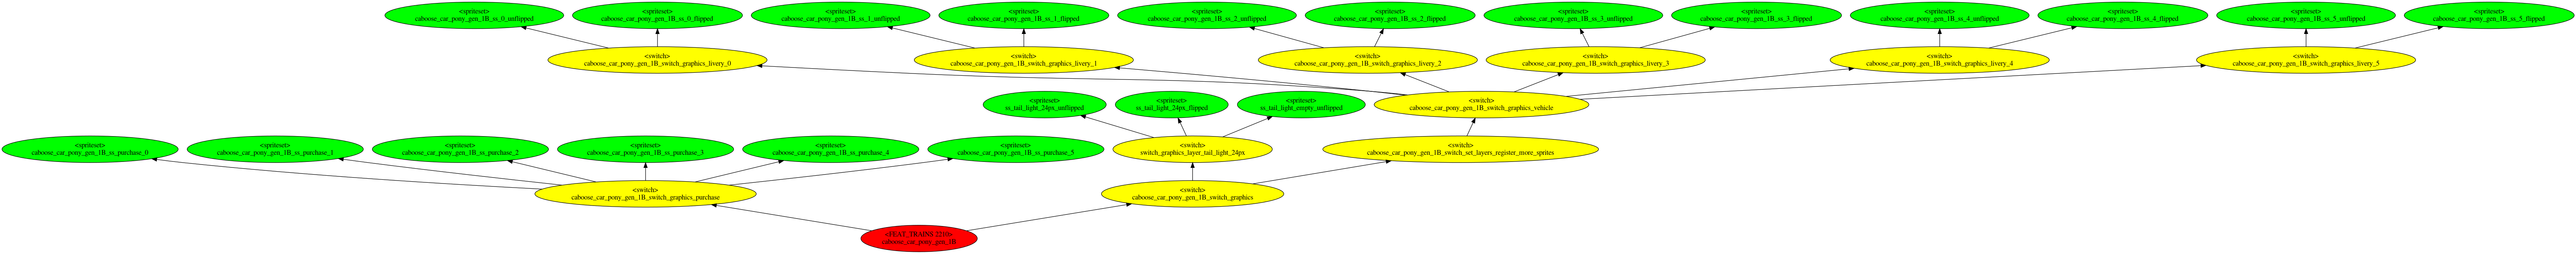 <spriteset>
caboose_car_pony_gen_1B_ss_0_unflipped
<spriteset>
caboose_car_pony_gen_1B_ss_0_flipped
<spriteset>
caboose_car_pony_gen_1B_ss_1_unflipped
<spriteset>
caboose_car_pony_gen_1B_ss_1_flipped
<spriteset>
caboose_car_pony_gen_1B_ss_2_unflipped
<spriteset>
caboose_car_pony_gen_1B_ss_2_flipped
<spriteset>
caboose_car_pony_gen_1B_ss_3_unflipped
<spriteset>
caboose_car_pony_gen_1B_ss_3_flipped
<spriteset>
caboose_car_pony_gen_1B_ss_4_unflipped
<spriteset>
caboose_car_pony_gen_1B_ss_4_flipped
<spriteset>
caboose_car_pony_gen_1B_ss_5_unflipped
<spriteset>
caboose_car_pony_gen_1B_ss_5_flipped
<switch>
caboose_car_pony_gen_1B_switch_graphics_livery_0
<switch>
caboose_car_pony_gen_1B_switch_graphics_livery_1
<switch>
caboose_car_pony_gen_1B_switch_graphics_livery_2
<switch>
caboose_car_pony_gen_1B_switch_graphics_livery_3
<switch>
caboose_car_pony_gen_1B_switch_graphics_livery_4
<switch>
caboose_car_pony_gen_1B_switch_graphics_livery_5
<spriteset>
ss_tail_light_24px_unflipped
<spriteset>
ss_tail_light_24px_flipped
<spriteset>
ss_tail_light_empty_unflipped
<switch>
caboose_car_pony_gen_1B_switch_graphics_vehicle
<spriteset>
caboose_car_pony_gen_1B_ss_purchase_0
<spriteset>
caboose_car_pony_gen_1B_ss_purchase_1
<spriteset>
caboose_car_pony_gen_1B_ss_purchase_2
<spriteset>
caboose_car_pony_gen_1B_ss_purchase_3
<spriteset>
caboose_car_pony_gen_1B_ss_purchase_4
<spriteset>
caboose_car_pony_gen_1B_ss_purchase_5
<switch>
switch_graphics_layer_tail_light_24px
<switch>
caboose_car_pony_gen_1B_switch_set_layers_register_more_sprites
<switch>
caboose_car_pony_gen_1B_switch_graphics_purchase
<switch>
caboose_car_pony_gen_1B_switch_graphics
caboose_car_pony_gen_1B